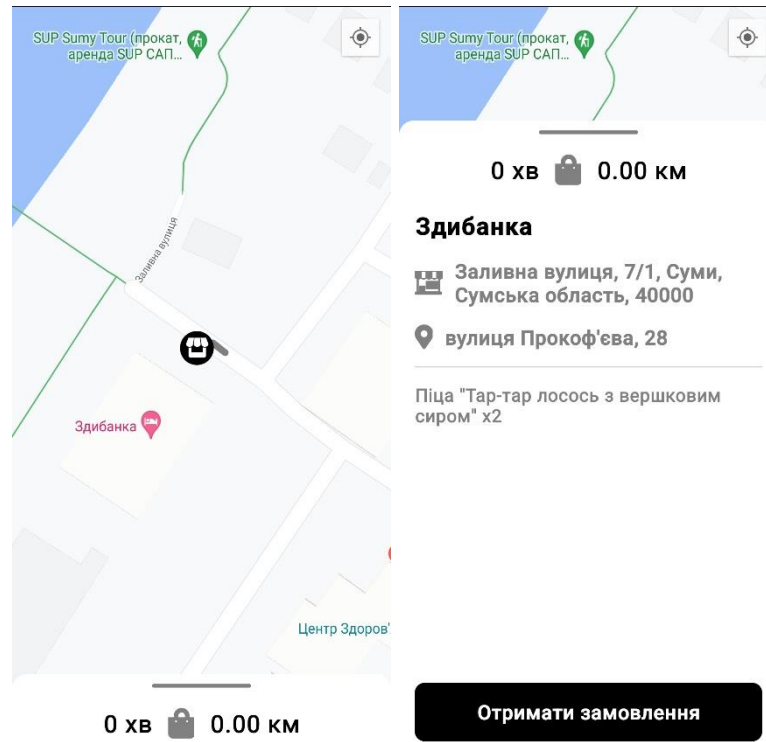 SUP Sumy Tour (прокат,
аренда SUP САП...
Заливна вулиця
Здибанка
Центр Здоров'
0 хв 0.00 км
SUP Sumy Tour (прокат,
аренда SUP САП...
0 хв 0.00 км
Здибанка
Заливна вулиця, 7/1, Суми,
Сумська область, 40000
вулиця Прокоф'єва, 28
Піца "Тар-тар лосось з вершковим
сиром" x2
Отримати замовлення